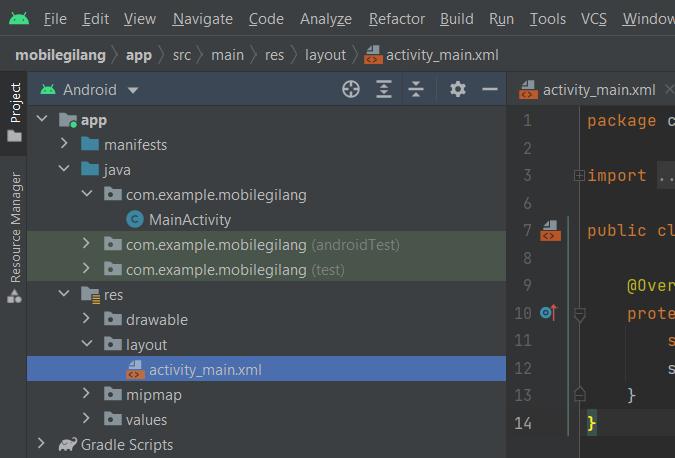 File Edit View Navigate Code Analyze Refactor Build Run Tools VCS Window
mobilegilang app src main res layout activity_main.xml
Project
Resource Manager
Android
app
manifests
java
com.example.mobilegilang
MainActivity
com.example.mobilegilang (androidTest)
com.example.mobilegilang (test)
res
drawable
layout
activity_main.xml
mipmap
values
Gradle Scripts
activity_main.xml
1 package c
2
3 import ..
6
7 public cl
8
9 @Over
10 prote
11 s
12 s
13 }
14 }